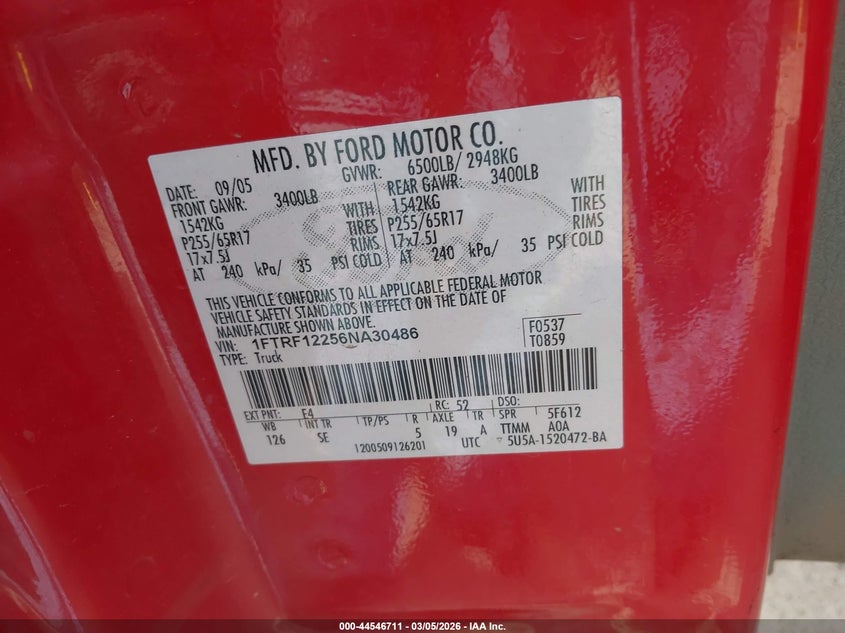 MFD. BY FORD MOTOR CO.
DATE: 09/05 GVWR: 6500LB/ 2948KG
FRONT GAWR: 3400LB REAR GAWR: 3400LB
1542KG WITH 1542KG WITH
P255/65R17 TIRES P255/65R17 TIRES
17x7.5J RIMS 17x7.5J RIMS
AT 240 kPa/ 35 PSI COLD AT 240 kPa/ 35 PSI COLD
THIS VEHICLE CONFORMS TO ALL APPLICABLE FEDERAL MOTOR
VEHICLE SAFETY STANDARDS IN EFFECT ON THE DATE OF
MANUFACTURE SHOWN ABOVE.
VIN: 1FTRF12256NA30486 F0537
TYPE: Truck T0859
EXT PNT: F4 RC: 52 DSO:
WB INT TR TP/PS R AXLE TR SPR 5F612
126 SE 5 19 A TTMM AOA
1200509126201 UTC 5U5A-1520472-BA
000-44546711 - 03/05/2026 - IAA Inc.